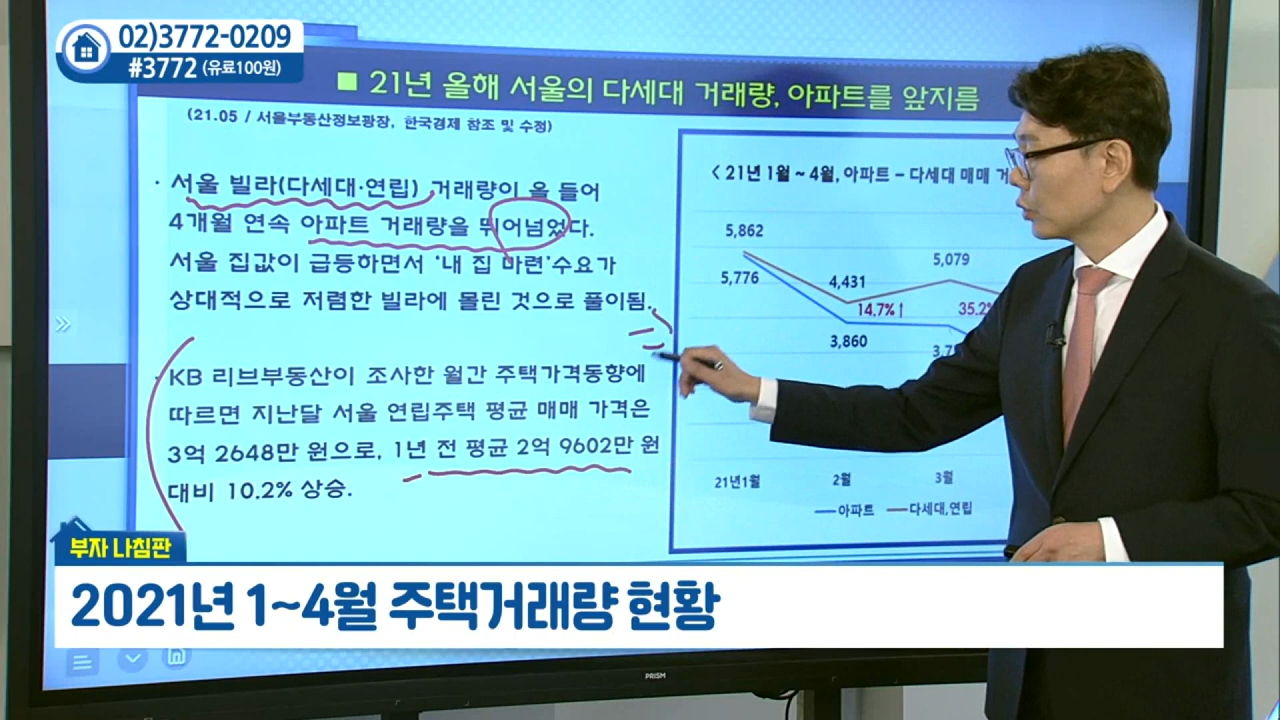 02)3772-0209
#3772 (유료100원)
■ 21년 올해 서울의 다세대 거래량, 아파트를 앞지름
(21.05 / 서울부동산정보광장, 한국경제 참조 및 수정)
· 서울 빌라(다세대·연립) 거래량이 올 들어
4개월 연속 아파트 거래량을 뛰어넘었다.
서울 집값이 급등하면서 '내 집 마련'수요가
상대적으로 저렴한 빌라에 몰린 것으로 풀이됨.
· KB 리브부동산이 조사한 월간 주택가격동향에
따르면 지난달 서울 연립주택 평균 매매 가격은
3억 2648만 원으로, 1년 전 평균 2억 9602만 원
대비 10.2% 상승.
< 21년 1월 ~ 4월, 아파트 - 다세대 매매
5,862
5,776
4,431
5,079
14.7%↑
35.2%
3,860
21년1월 2월 3월
아파트 다세대,연립
부자 나침판
2021년 1~4월 주택거래량 현황
PRISM